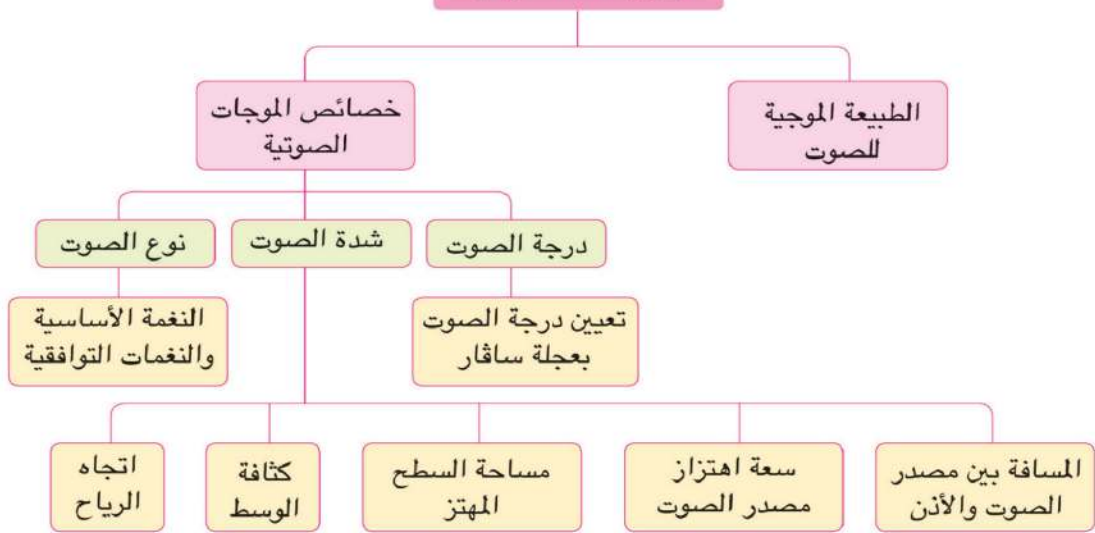 الطبيعة الموجية
للصوت
خصائص الموجات
الصوتية
درجة الصوت
شدة الصوت
نوع الصوت
تعيين درجة الصوت
بعجلة ساڤار
النغمة الأساسية
والنغمات التوافقية
المسافة بين مصدر
الصوت والأذن
سعة اهتزاز
مصدر الصوت
مساحة السطح
المهتز
كثافة
الوسط
اتجاه
الرياح